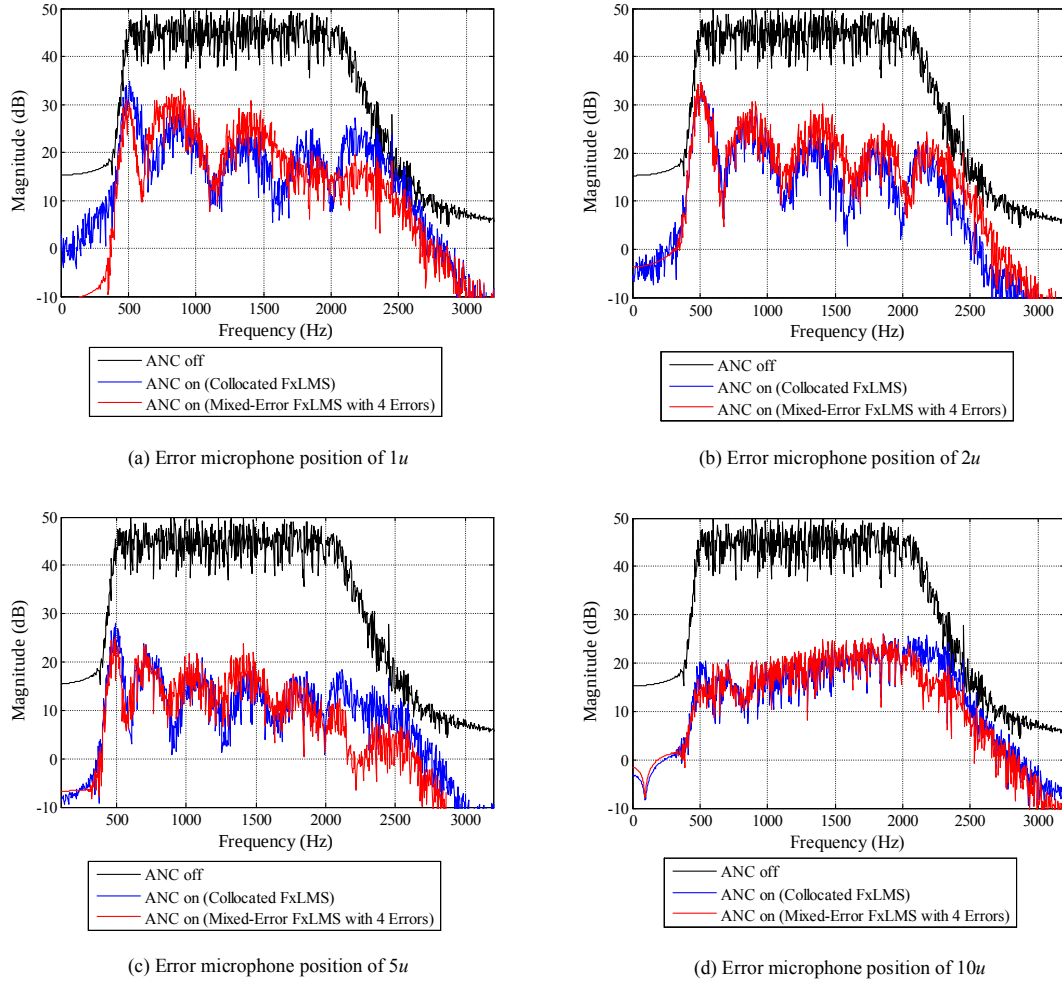 50
40
30
20
10
0
-10
Magnitude (dB)
0 500 1000 1500 2000 2500 3000
Frequency (Hz)
ANC off
ANC on (Collocated FxLMS)
ANC on (Mixed-Error FxLMS with 4 Errors)
(a) Error microphone position of 1u
50
40
30
20
10
0
-10
Magnitude (dB)
0 500 1000 1500 2000 2500 3000
Frequency (Hz)
ANC off
ANC on (Collocated FxLMS)
ANC on (Mixed-Error FxLMS with 4 Errors)
(b) Error microphone position of 2u
50
40
30
20
10
0
-10
Magnitude (dB)
500 1000 1500 2000 2500 3000
Frequency (Hz)
ANC off
ANC on (Collocated FxLMS)
ANC on (Mixed-Error FxLMS with 4 Errors)
(c) Error microphone position of 5u
50
40
30
20
10
0
-10
Magnitude (dB)
0 500 1000 1500 2000 2500 3000
Frequency (Hz)
ANC off
ANC on (Collocated FxLMS)
ANC on (Mixed-Error FxLMS with 4 Errors)
(d) Error microphone position of 10u